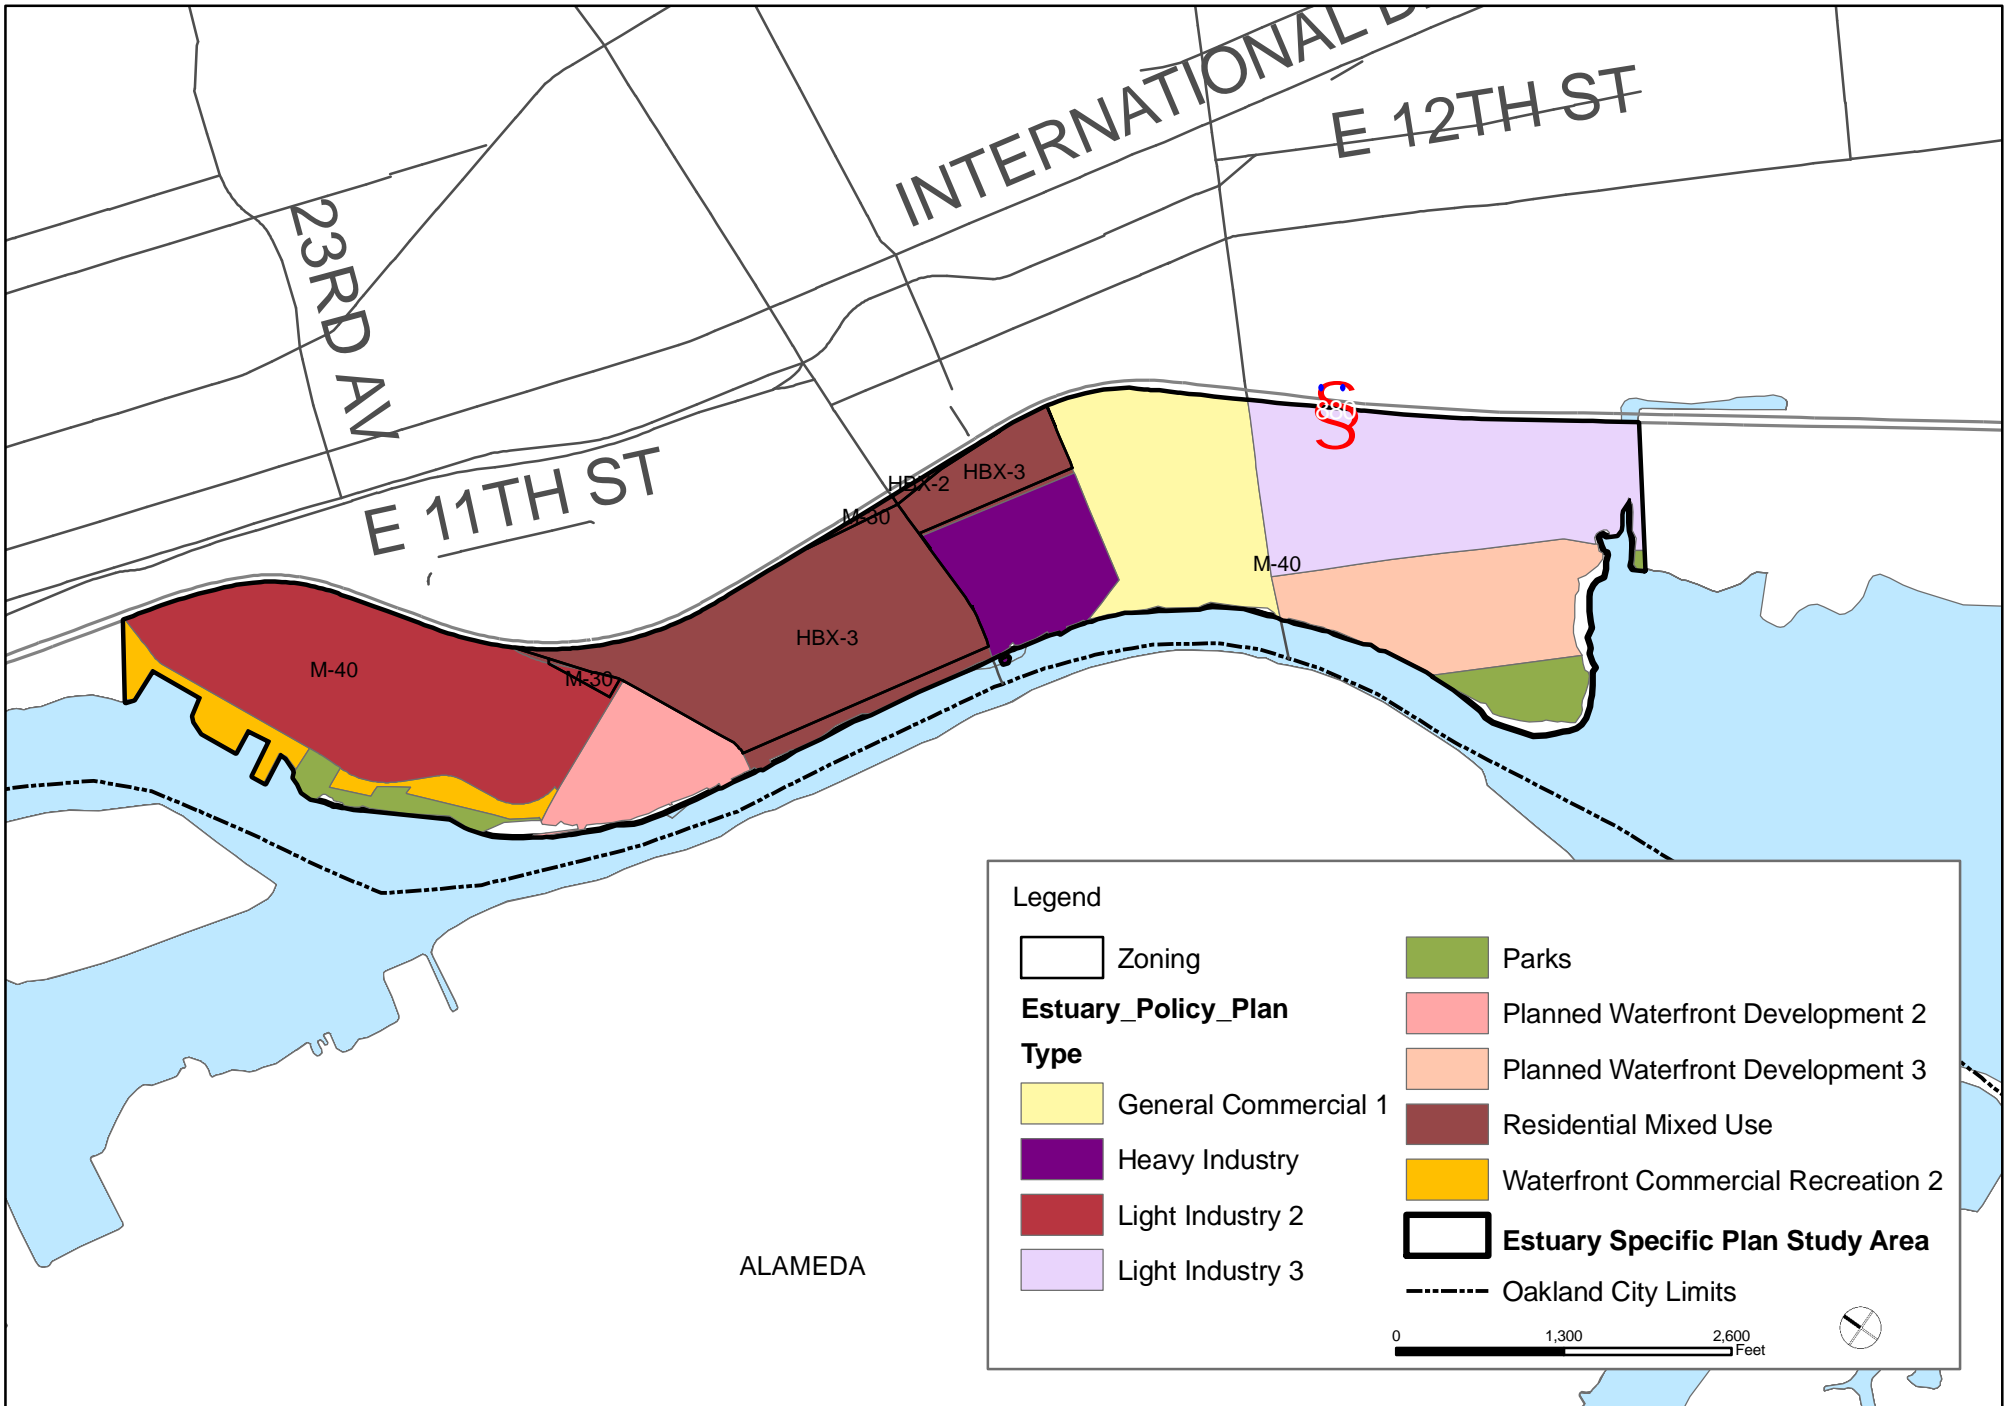 INTERNATIONAL
E 12TH ST
23RD AV
E 11TH ST
880
HBX-3
HBX-2
M-30
M-40
HBX-3
M-40
M-30
ALAMEDA
Legend
Zoning
Estuary_Policy_Plan
Type
General Commercial 1
Heavy Industry
Light Industry 2
Light Industry 3
Parks
Planned Waterfront Development 2
Planned Waterfront Development 3
Residential Mixed Use
Waterfront Commercial Recreation 2
Estuary Specific Plan Study Area
Oakland City Limits
0 1,300 2,600
Feet